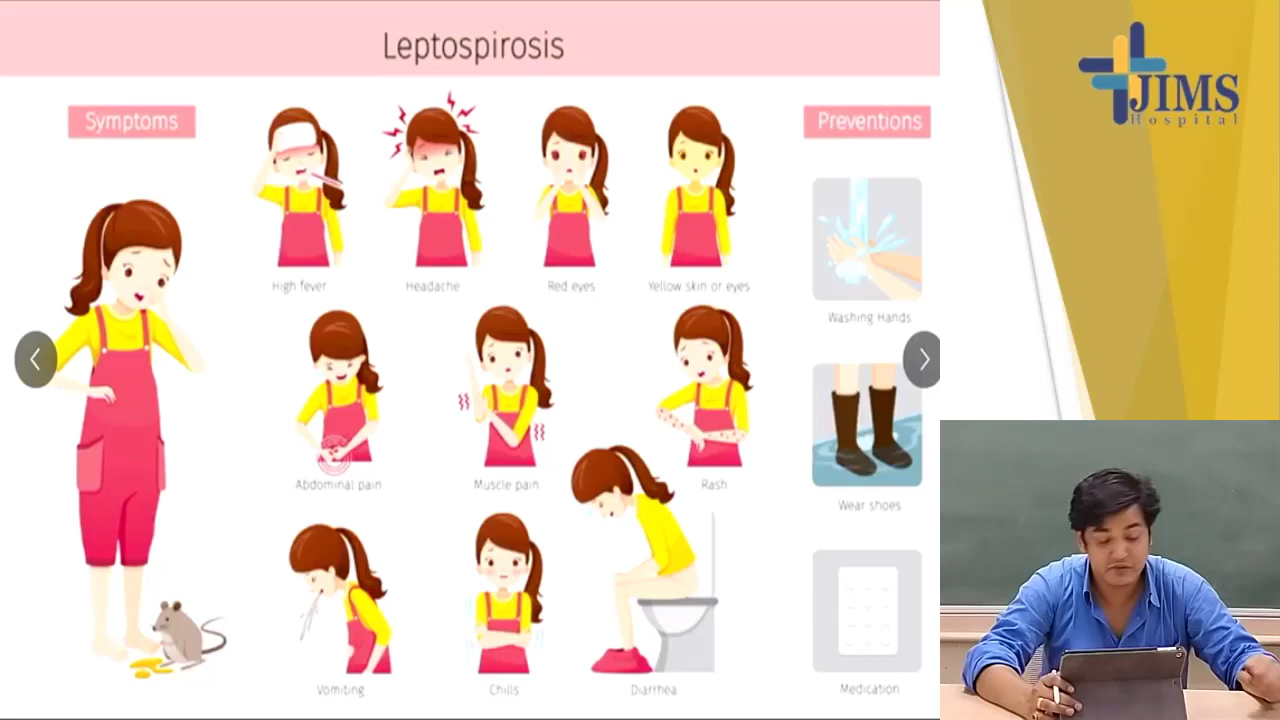 Leptospirosis
Symptoms
Preventions
JIMS
Hospital
High fever
Headache
Red eyes
Yellow skin or eyes
Washing Hands
Abdominal pain
Muscle pain
Rash
Wear shoes
Vomiting
Chills
Diarrhea
Medication